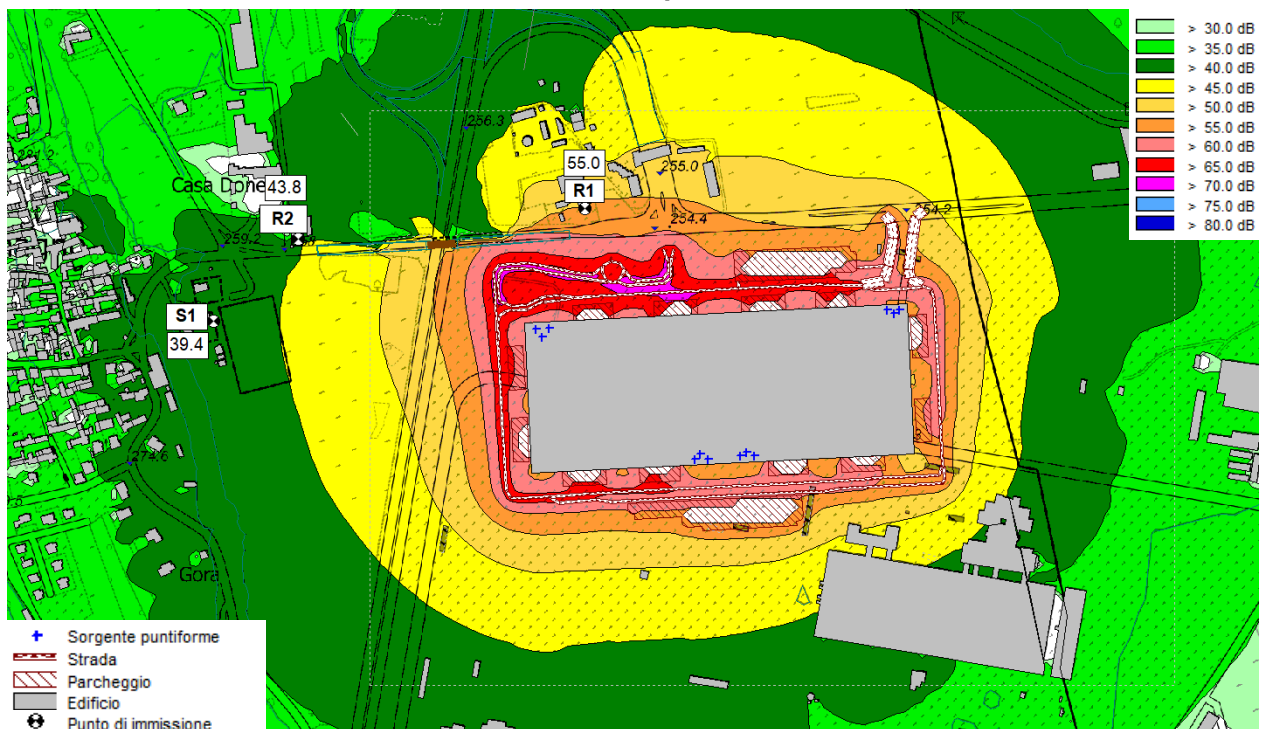 > 30.0 dB
> 35.0 dB
> 40.0 dB
> 45.0 dB
> 50.0 dB
> 55.0 dB
> 60.0 dB
> 65.0 dB
> 70.0 dB
> 75.0 dB
> 80.0 dB
256.3
55.0
R1
255.0
254.4
254.2
Casa Done
43.8
R2
259.2
S1
39.4
274.6
Gora
Sorgente puntiforme
Strada
Parcheggio
Edificio
Punto di immissione